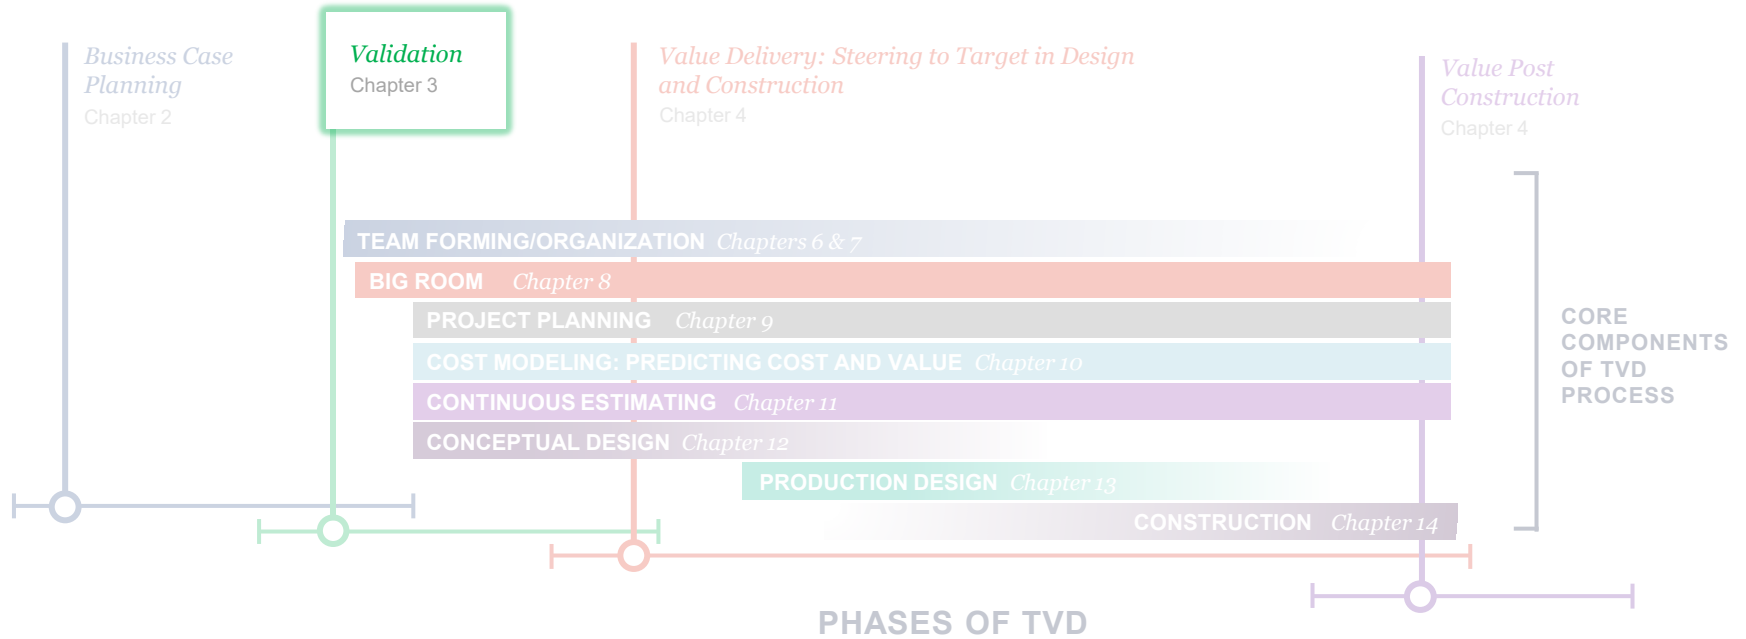 Business Case
Planning
Chapter 2
Validation
Chapter 3
Value Delivery: Steering to Target in Design
and Construction
Chapter 4
Value Post
Construction
Chapter 4
TEAM FORMING/ORGANIZATION Chapters 6 & 7
BIG ROOM Chapter 8
PROJECT PLANNING Chapter 9
COST MODELING: PREDICTING COST AND VALUE Chapter 10
CONTINUOUS ESTIMATING Chapter 11
CONCEPTUAL DESIGN Chapter 12
PRODUCTION DESIGN Chapter 13
CONSTRUCTION Chapter 14
CORE
COMPONENTS
OF TVD
PROCESS
PHASES OF TVD